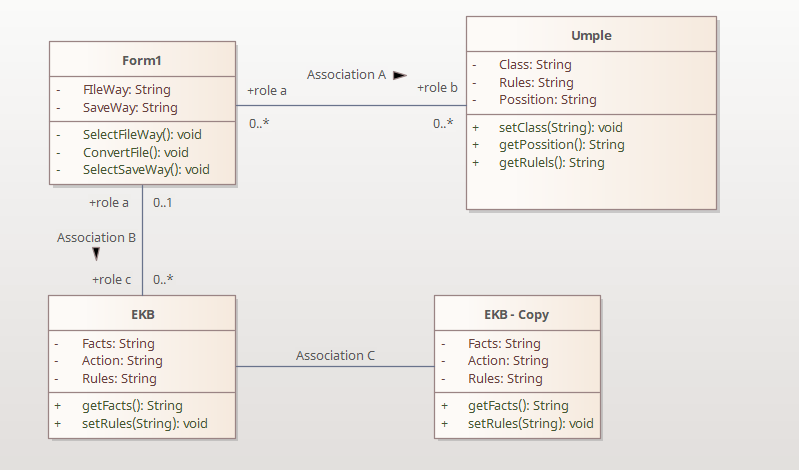 Form1
- FIleWay: String
- SaveWay: String
- SelectFileWay(): void
- ConvertFile(): void
- SelectSaveWay(): void
Association A
+role a
+role b
0..*
0..*
Umple
- Class: String
- Rules: String
- Possition: String
+ setClass(String): void
+ getPossition(): String
+ getRulels(): String
+role a
0..1
Association B
+role c
0..*
EKB
- Facts: String
- Action: String
- Rules: String
+ getFacts(): String
+ setRules(String): void
Association C
EKB - Copy
- Facts: String
- Action: String
- Rules: String
+ getFacts(): String
+ setRules(String): void